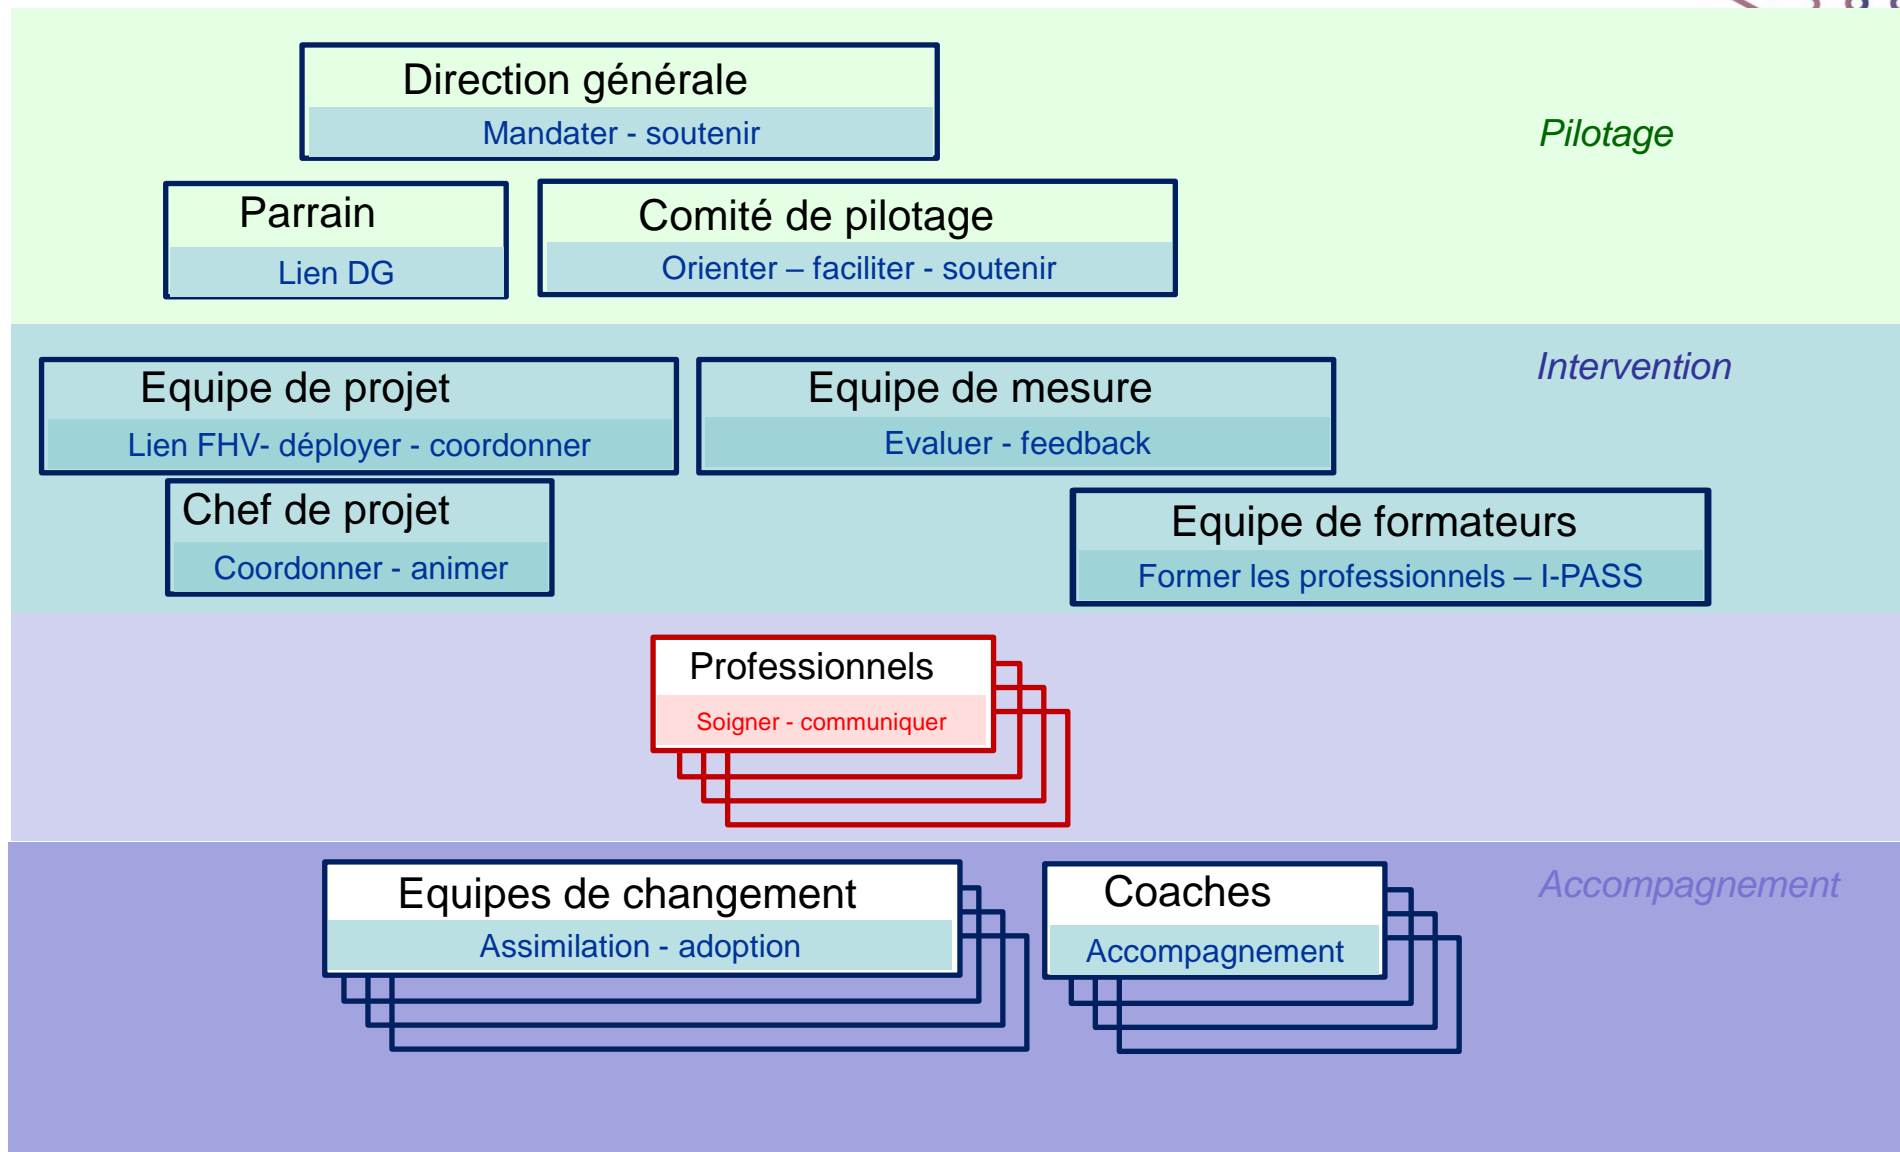 Direction générale
Mandater - soutenir
Pilotage
Parrain
Lien DG
Comité de pilotage
Orienter – faciliter - soutenir
Intervention
Equipe de projet
Lien FHV- déployer - coordonner
Equipe de mesure
Evaluer - feedback
Chef de projet
Coordonner - animer
Equipe de formateurs
Former les professionnels – I-PASS
Professionnels
Soigner - communiquer
Accompagnement
Equipes de changement
Assimilation - adoption
Coaches
Accompagnement